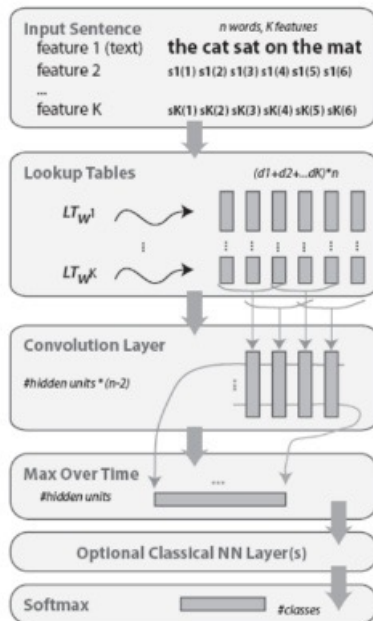 Input Sentence
n words, K features
feature 1 (text) the cat sat on the mat
feature 2 s1(1) s1(2) s1(3) s1(4) s1(5) s1(6)
...
feature K sK(1) sK(2) sK(3) sK(4) sK(5) sK(6)
Lookup Tables
(d1+d2+...dK)*n
LTw1
...
LTwK
Convolution Layer
#hidden units * (n-2)
Max Over Time
...
#hidden units
Optional Classical NN Layer(s)
Softmax
#classes